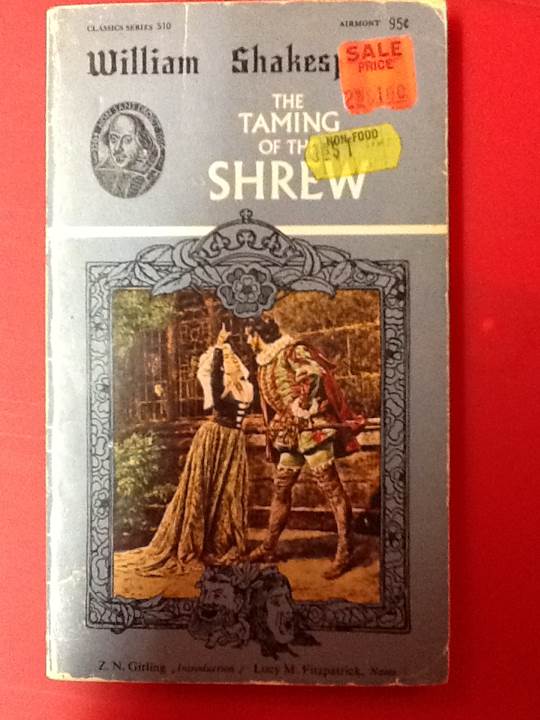 CLASSICS SERIES S10
AIRMONT 95¢
William Shakesp
SALE
PRICE
THE
TAMING
OF TH
SHREW
NON-FOOD
Z. N. Girling, Introduction / Lucy M. Fitzpatrick, Notes